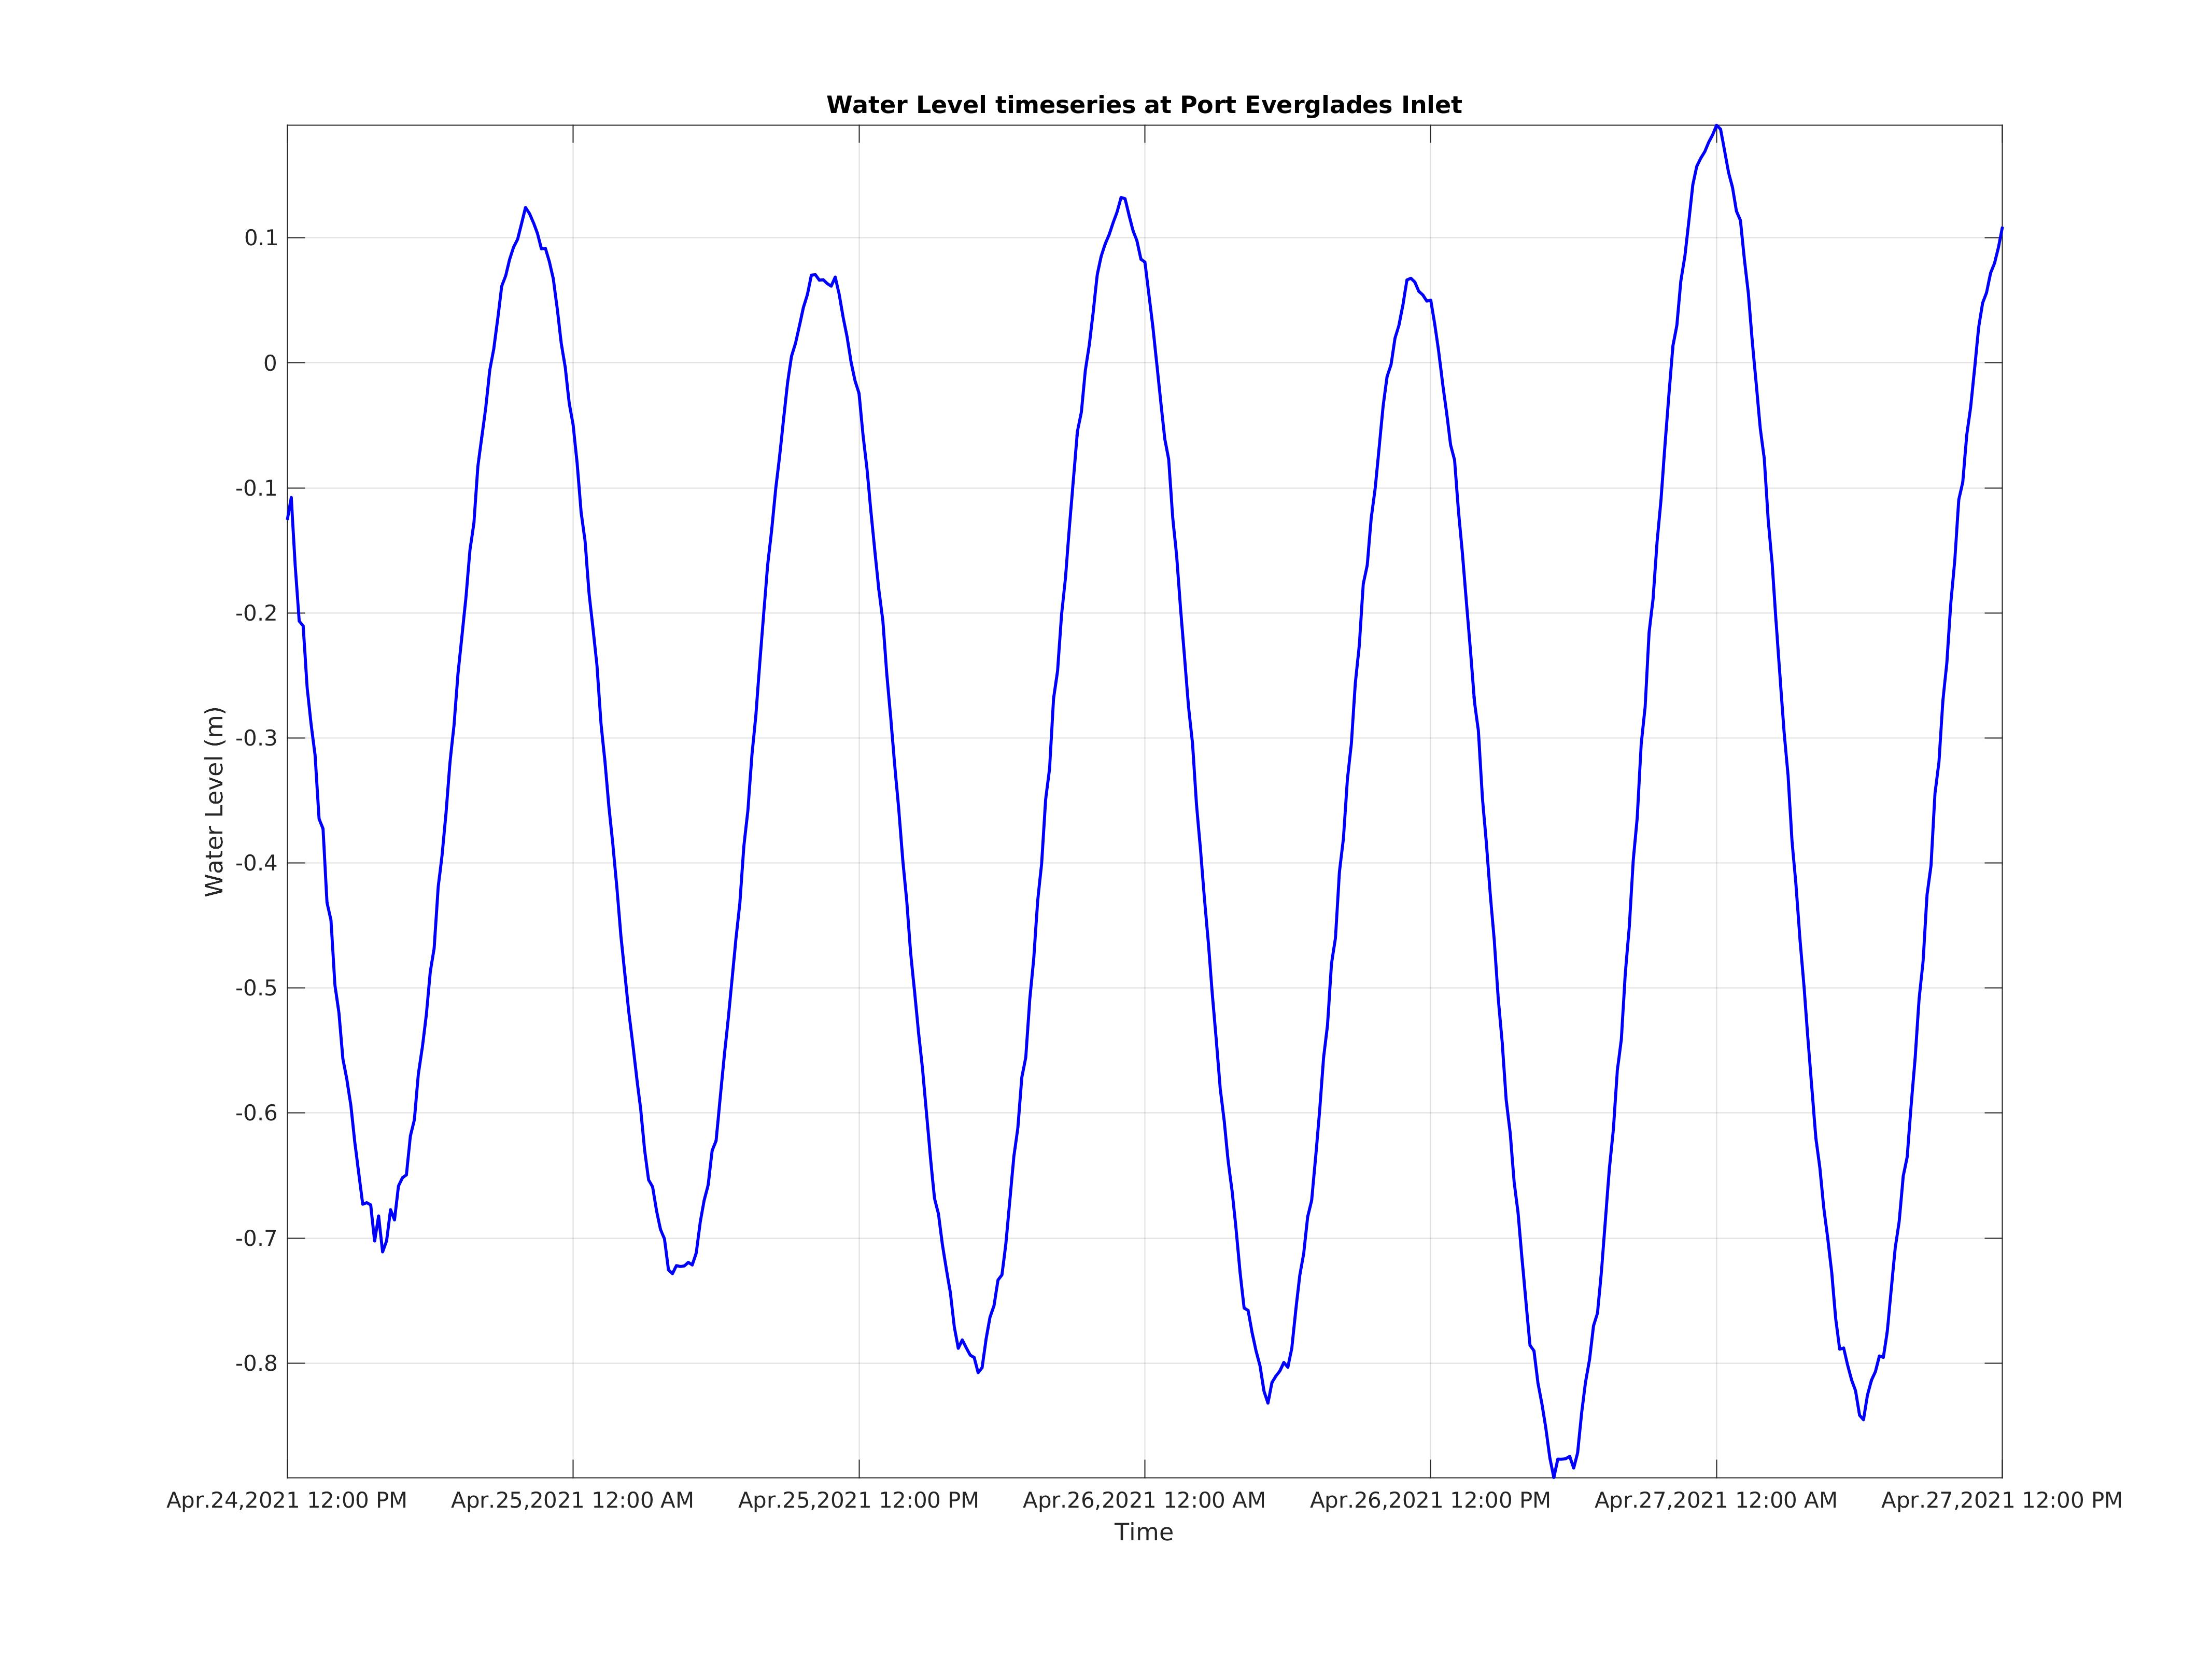 Water Level timeseries at Port Everglades Inlet
0.1
0
-0.1
-0.2
-0.3
-0.4
-0.5
-0.6
-0.7
-0.8
Water Level (m)
Apr.24,2021 12:00 PM Apr.25,2021 12:00 AM Apr.25,2021 12:00 PM Apr.26,2021 12:00 AM Apr.26,2021 12:00 PM Apr.27,2021 12:00 AM Apr.27,2021 12:00 PM
Time